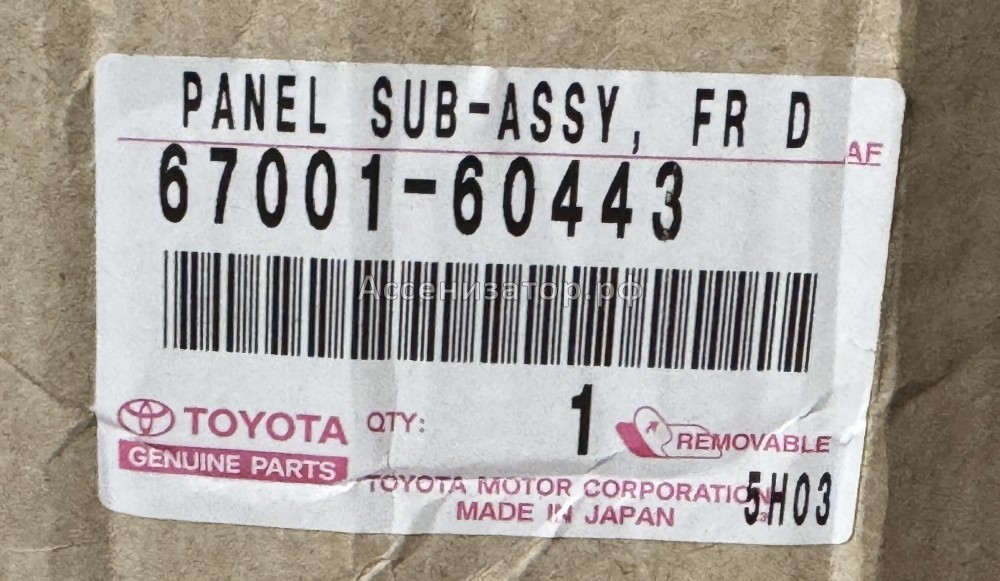 PANEL SUB-ASSY, FR D
AF
67001-60443
Ассенизатор.рф
TOYOTA QTY: 1
REMOVABLE
GENUINE PARTS
TOYOTA MOTOR CORPORATION
5H03
MADE IN JAPAN